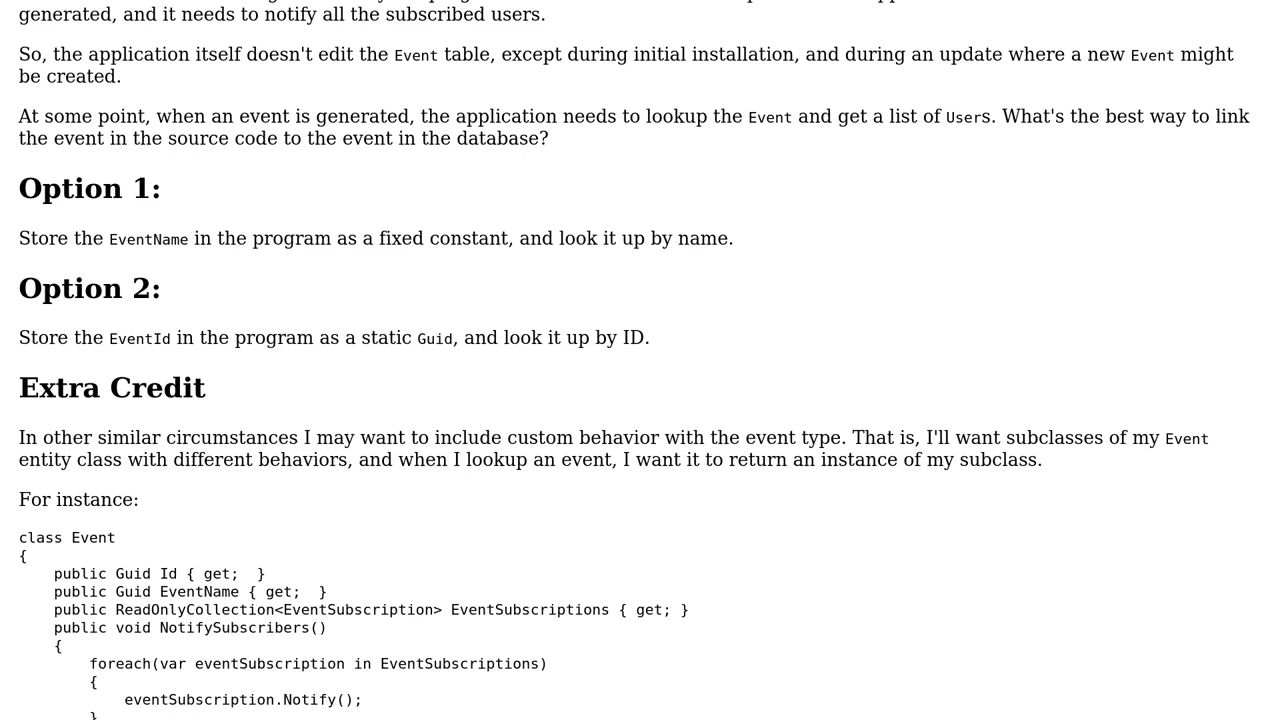 generated, and it needs to notify all the subscribed users.
So, the application itself doesn't edit the Event table, except during initial installation, and during an update where a new Event might
be created.
At some point, when an event is generated, the application needs to lookup the Event and get a list of Users. What's the best way to link
the event in the source code to the event in the database?
Option 1:
Store the EventName in the program as a fixed constant, and look it up by name.
Option 2:
Store the EventId in the program as a static Guid, and look it up by ID.
Extra Credit
In other similar circumstances I may want to include custom behavior with the event type. That is, I'll want subclasses of my Event
entity class with different behaviors, and when I lookup an event, I want it to return an instance of my subclass.
For instance:
class Event
{
    public Guid Id { get;  }
    public Guid EventName { get;  }
    public ReadOnlyCollection<EventSubscription> EventSubscriptions { get; }
    public void NotifySubscribers()
    {
        foreach(var eventSubscription in EventSubscriptions)
        {
            eventSubscription.Notify();
        }